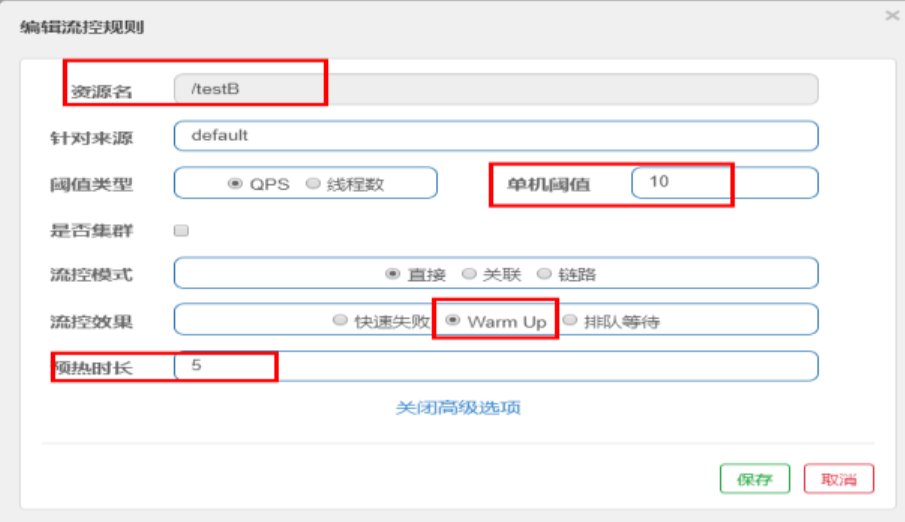 编辑流控规则
资源名 /testB
针对来源 default
阈值类型 QPS 线程数 单机阈值 10
是否集群
流控模式 直接 关联 链路
流控效果 快速失败 Warm Up 排队等待
预热时长 5
关闭高级选项
保存 取消